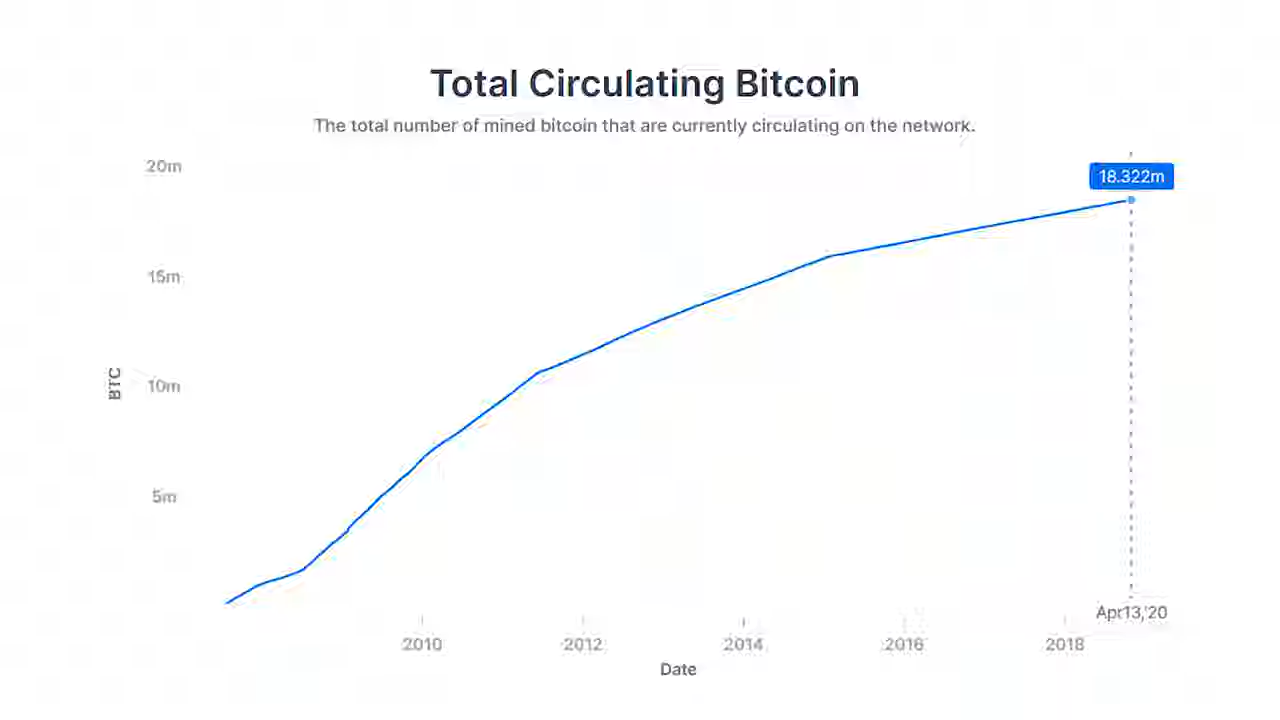 Total Circulating Bitcoin
The total number of mined bitcoin that are currently circulating on the network.
20m
18.322m
15m
BTC
10m
5m
Apr13,'20
2010
2012
2014
2016
2018
Date